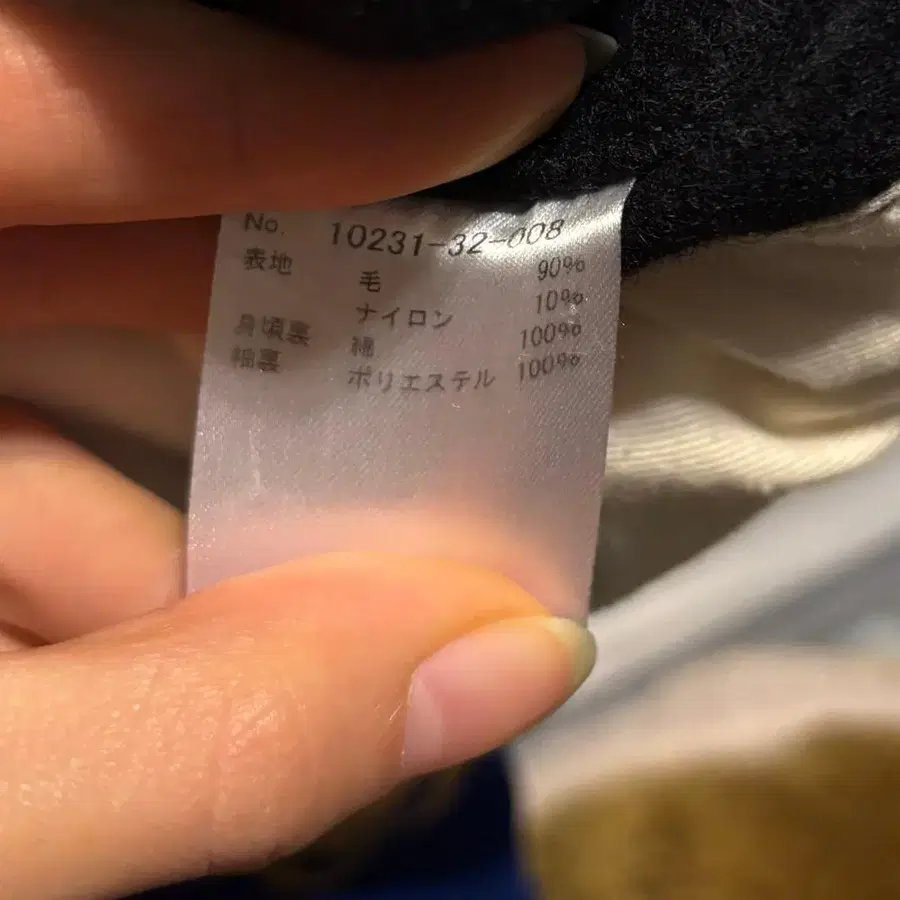 No. 10231-32-008
表地 毛 90%
ナイロン 10%
身頃裏 綿 100%
袖裏 ポリエステル 100%